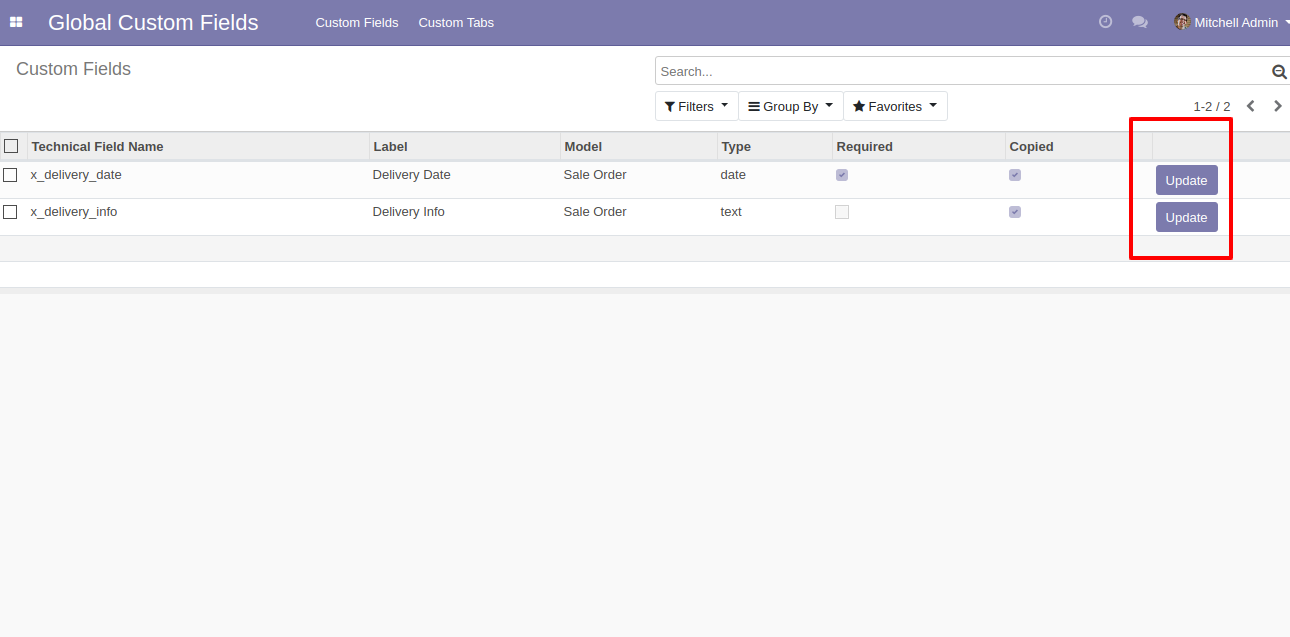 Global Custom Fields Custom Fields Custom Tabs Mitchell Admin
Custom Fields
Search...
Filters Group By Favorites 1-2 / 2
Technical Field Name Label Model Type Required Copied
x_delivery_date Delivery Date Sale Order date Update
x_delivery_info Delivery Info Sale Order text Update